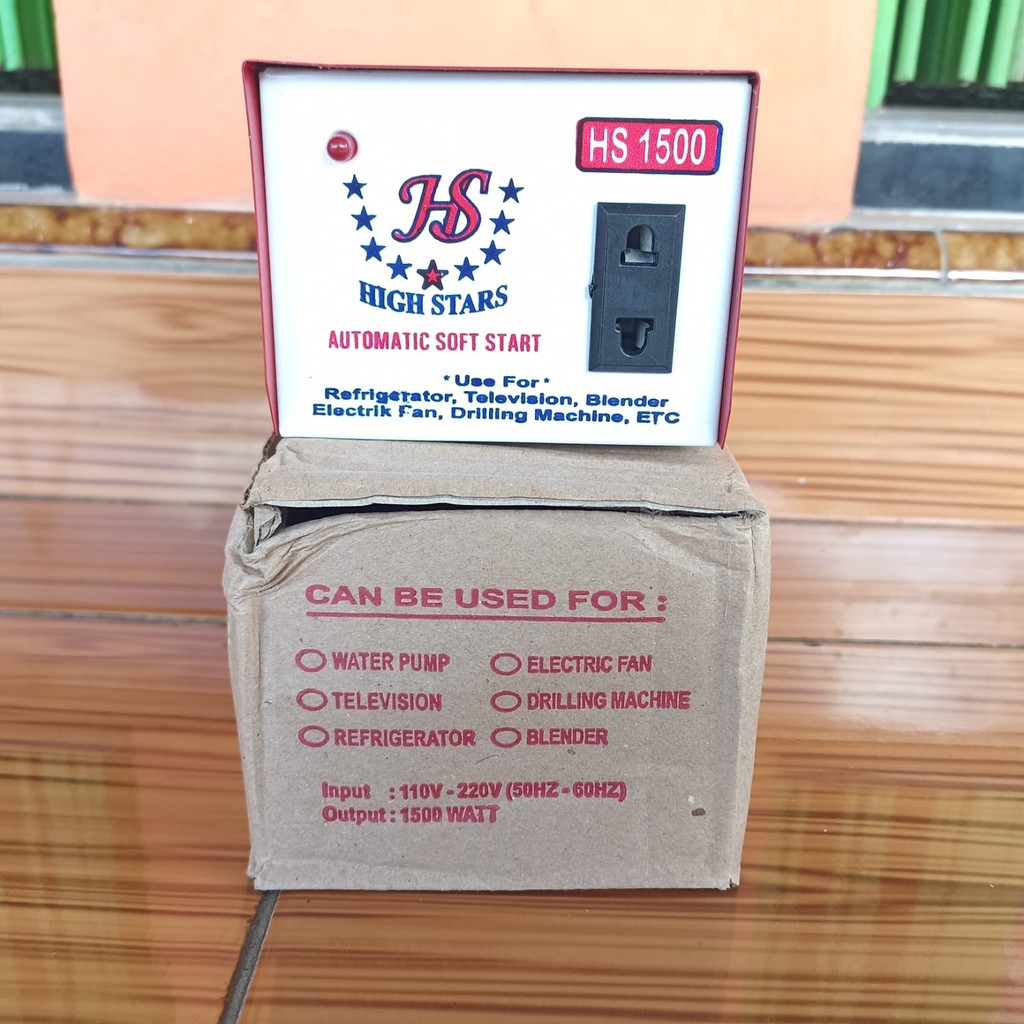 HS 1500
HS
HIGH STARS
AUTOMATIC SOFT START
*Use For*
Refrigerator, Television, Blender
Electrik Fan, Drilling Machine, ETC
CAN BE USED FOR :
WATER PUMP
ELECTRIC FAN
TELEVISION
DRILLING MACHINE
REFRIGERATOR
BLENDER
Input : 110V - 220V (50HZ - 60HZ)
Output : 1500 WATT